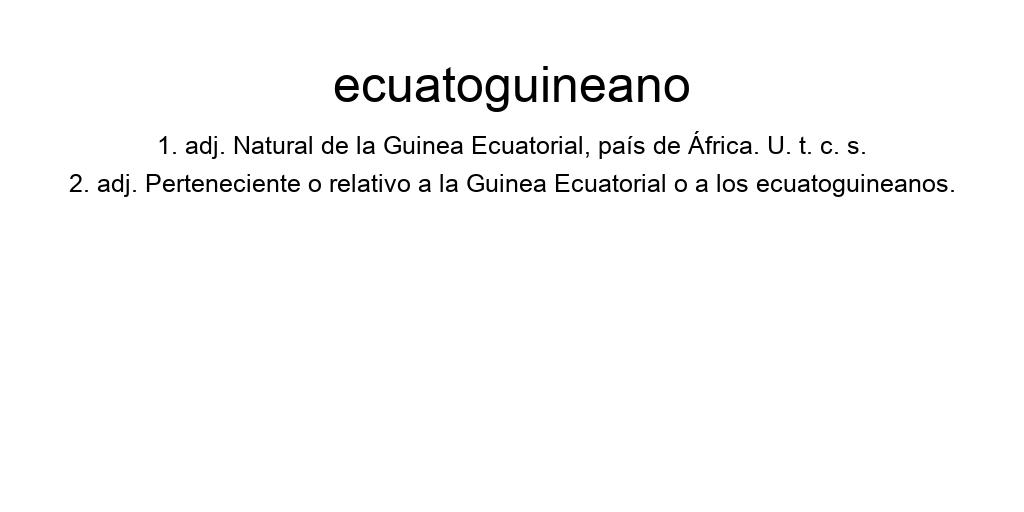 ecuatoguineano
1. adj. Natural de la Guinea Ecuatorial, país de África. U. t. c. s.
2. adj. Perteneciente o relativo a la Guinea Ecuatorial o a los ecuatoguineanos.